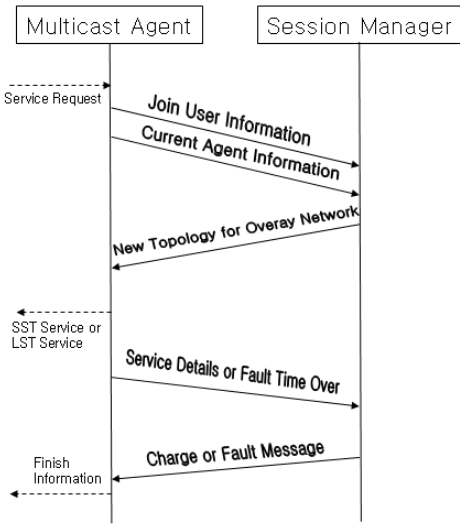 Multicast Agent
Session Manager
Service Request
Join User Information
Current Agent Information
New Topology for Overay Network
SST Service or
LST Service
Service Details or Fault Time Over
Charge or Fault Message
Finish
Information